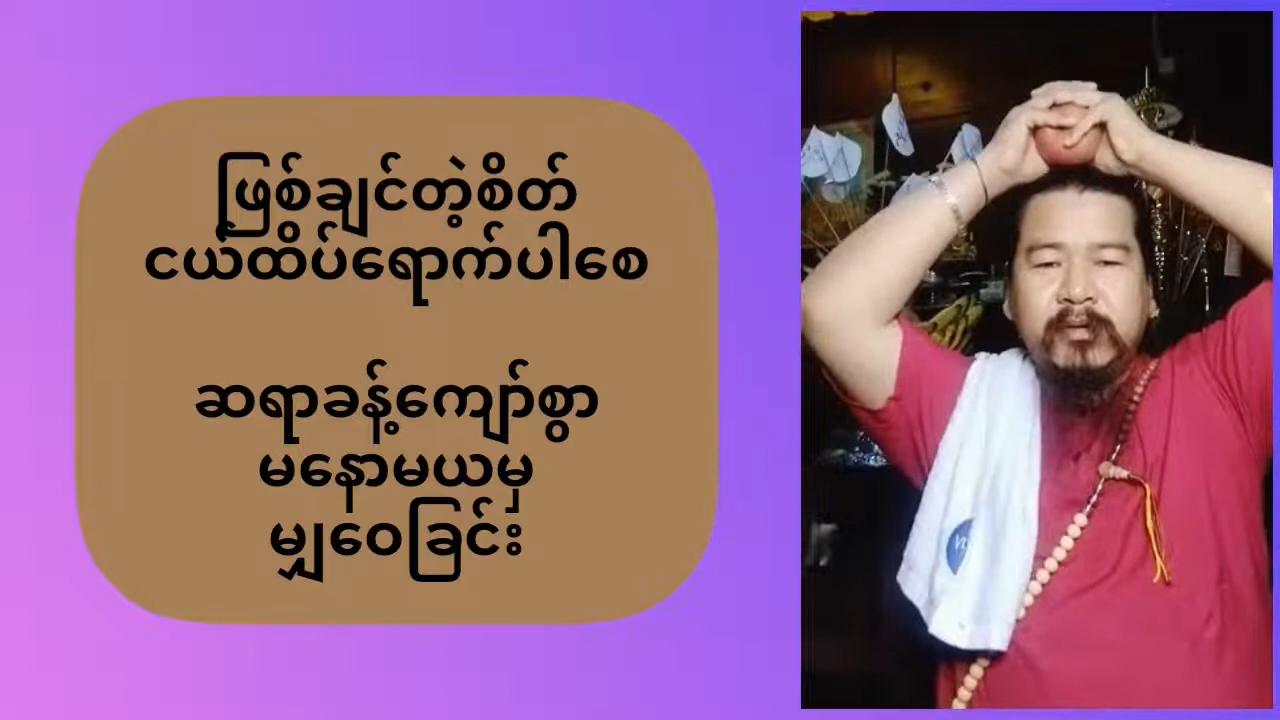 ဖြစ်ချင်တဲ့စိတ်
ငယ်ထိပ်ရောက်ပါစေ
ဆရာခန့်ကျော်စွာ
မနောမယမှ
မျှဝေခြင်း